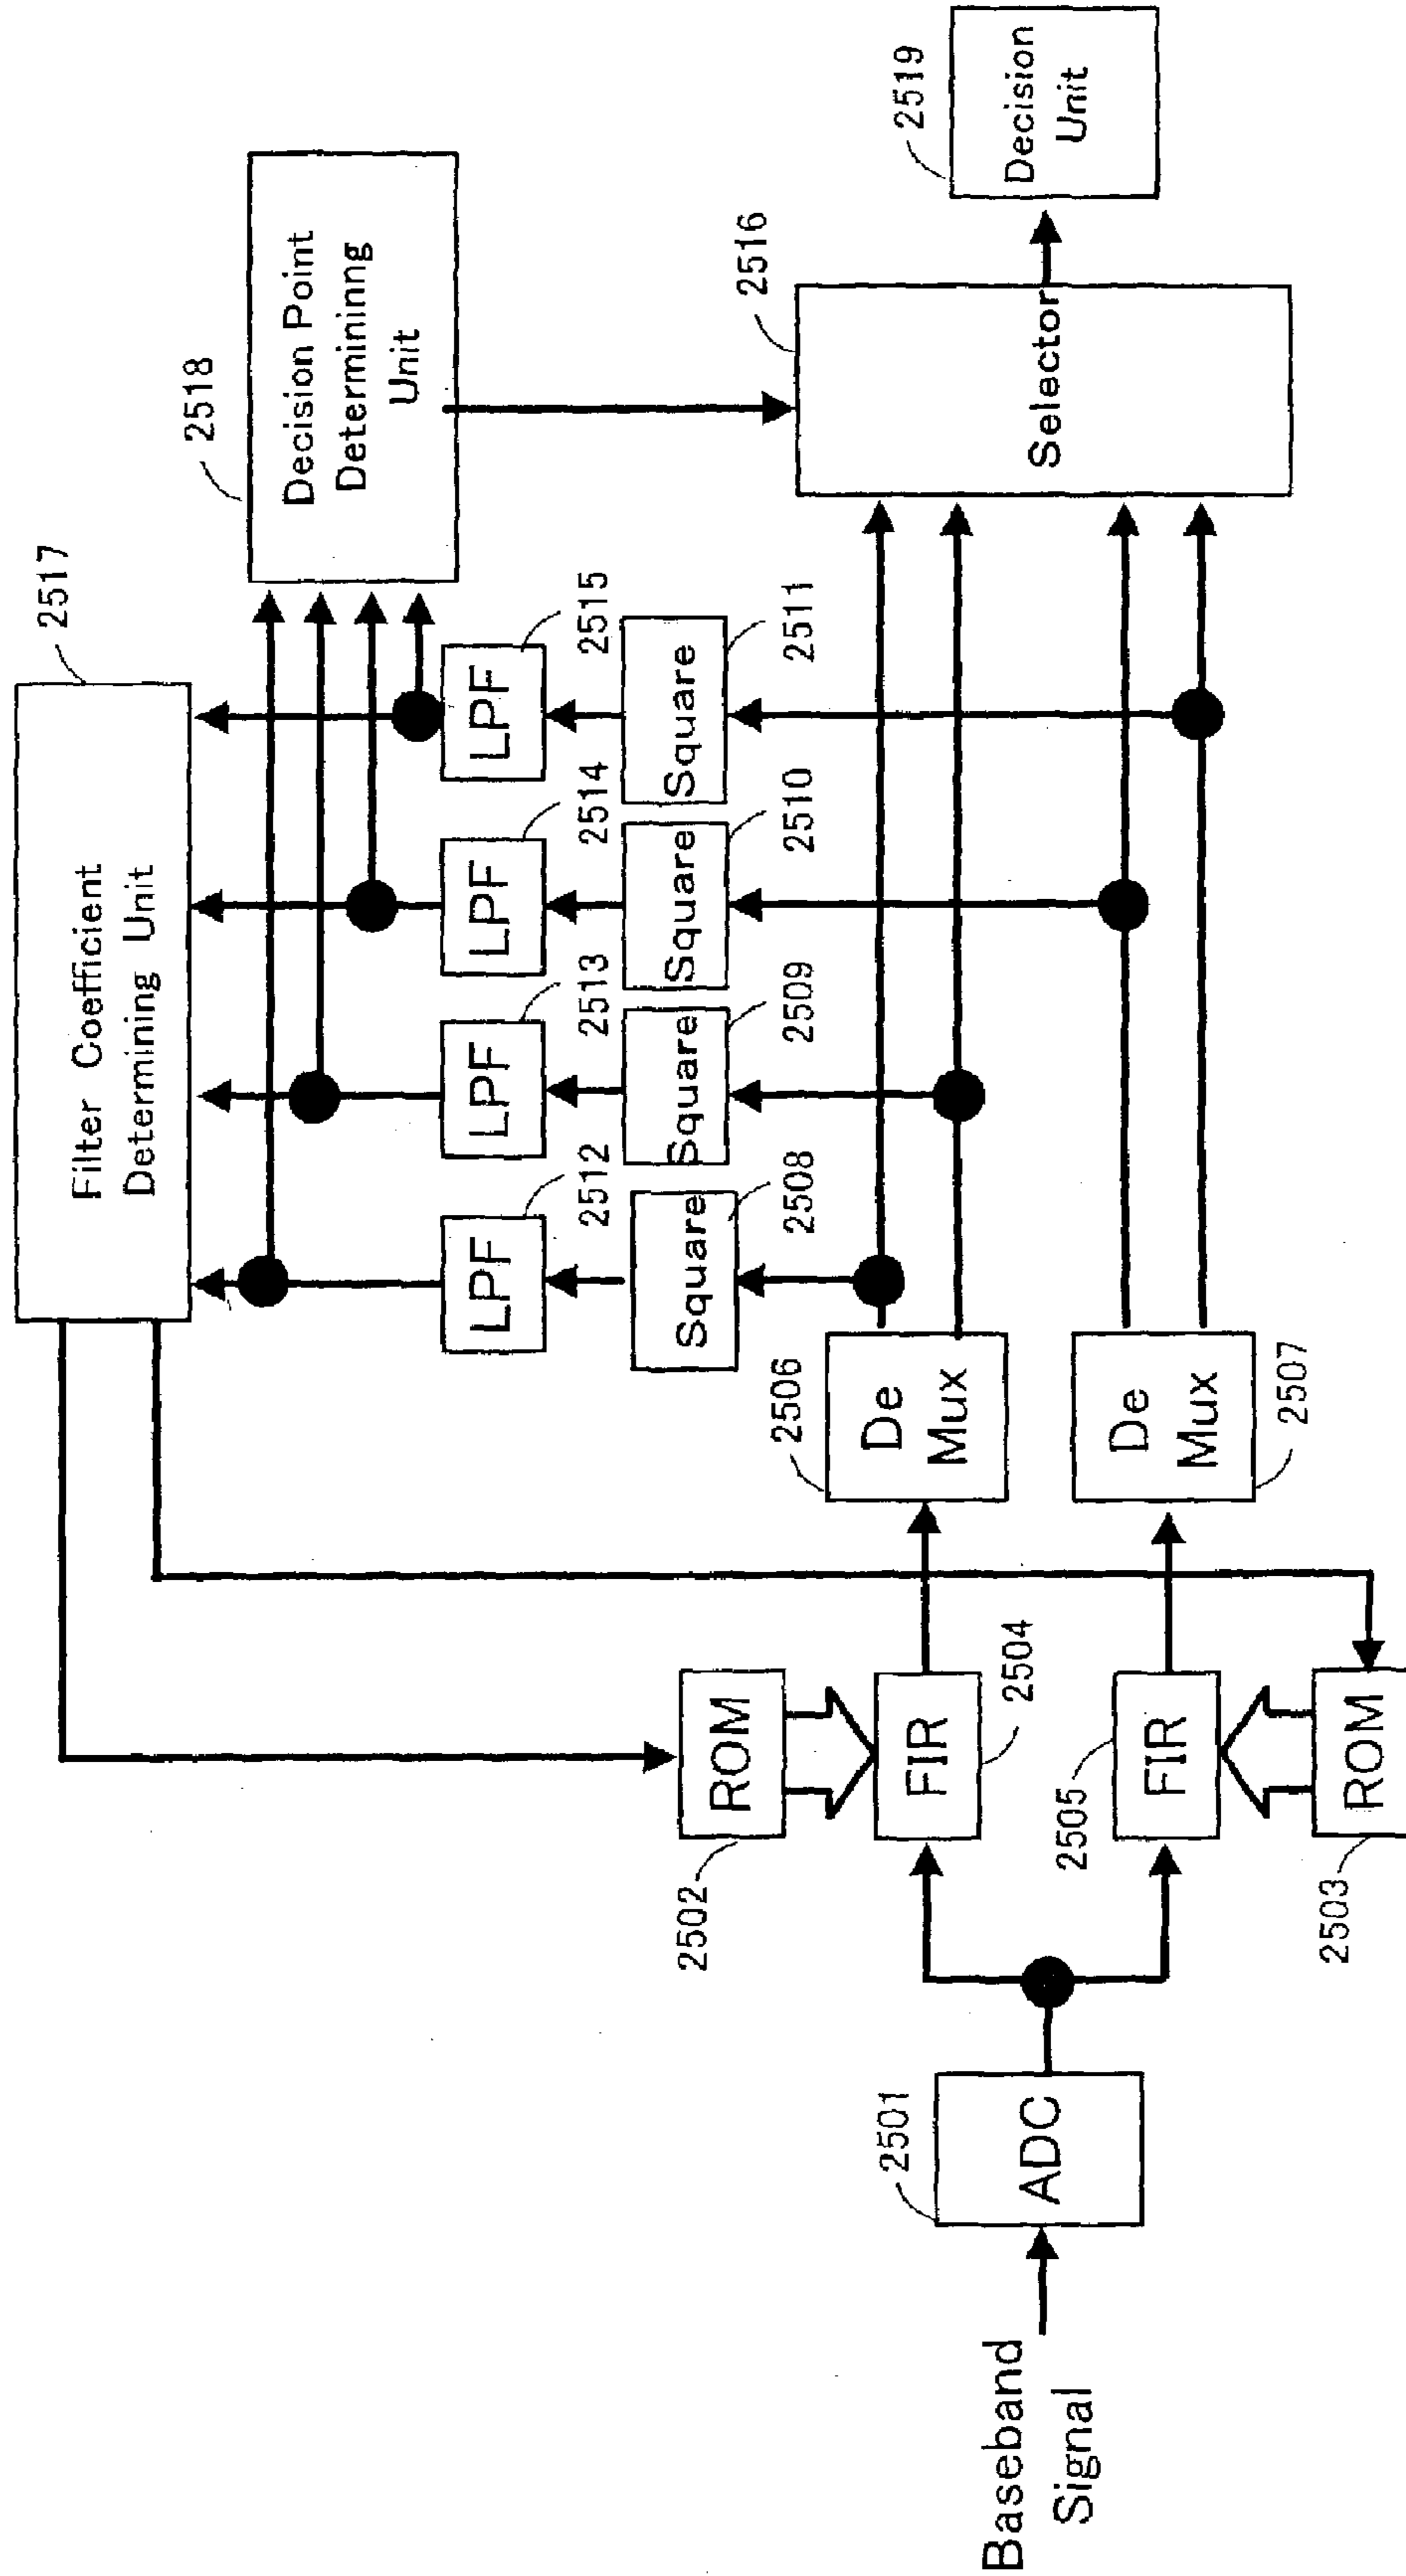 2517
Filter Coefficient
Determining Unit
2518
Decision Point
Determininng
Unit
LPF
2512
LPF
2513
LPF
2514
LPF
2515
Square
2508
Square
2509
Square
2510
Square
2511
2502
ROM
2506
De
Mux
2516
Selector
2519
Decision
Unit
Baseband
Signal
2501
ADC
FIR
2504
2505
FIR
De
Mux
2507
2503
ROM